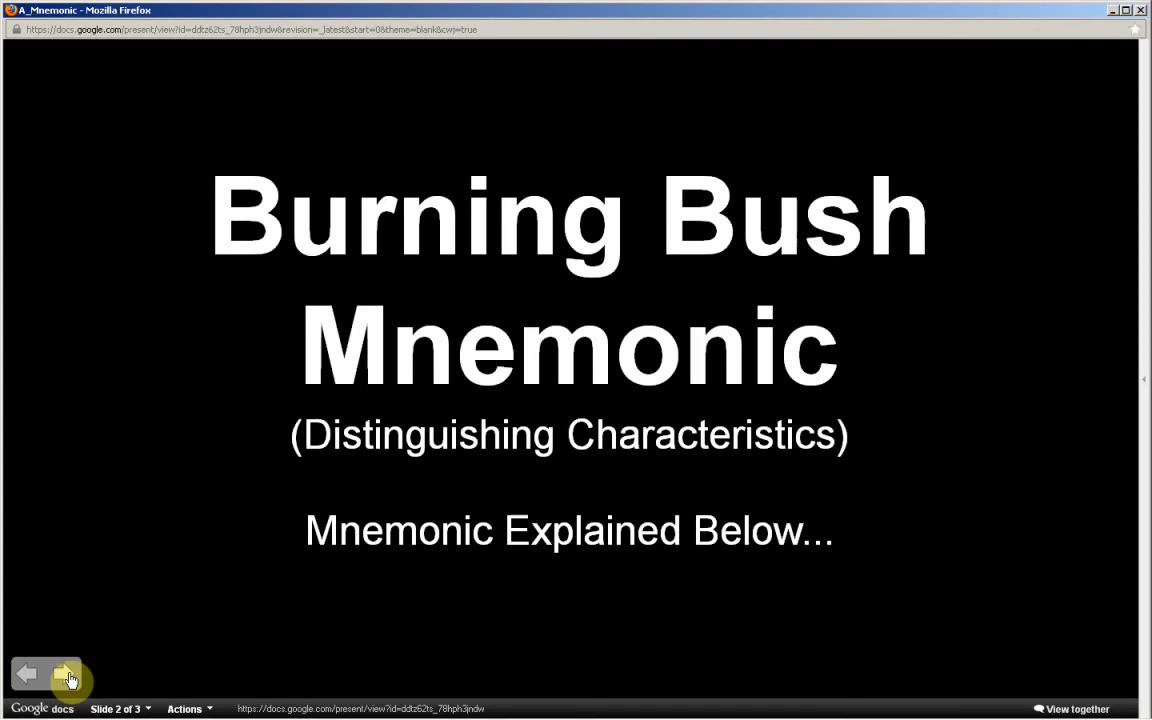 A_Mnemonic - Mozilla Firefox
https://docs.google.com/present/view?id=ddtz62ts_78hph3jndw&revision=_latest&start=0&theme=blank&cwj=true
Burning Bush
Mnemonic
(Distinguishing Characteristics)
Mnemonic Explained Below...
Google docs Slide 2 of 3 Actions https://docs.google.com/present/view?id=ddtz62ts_78hph3jndw View together